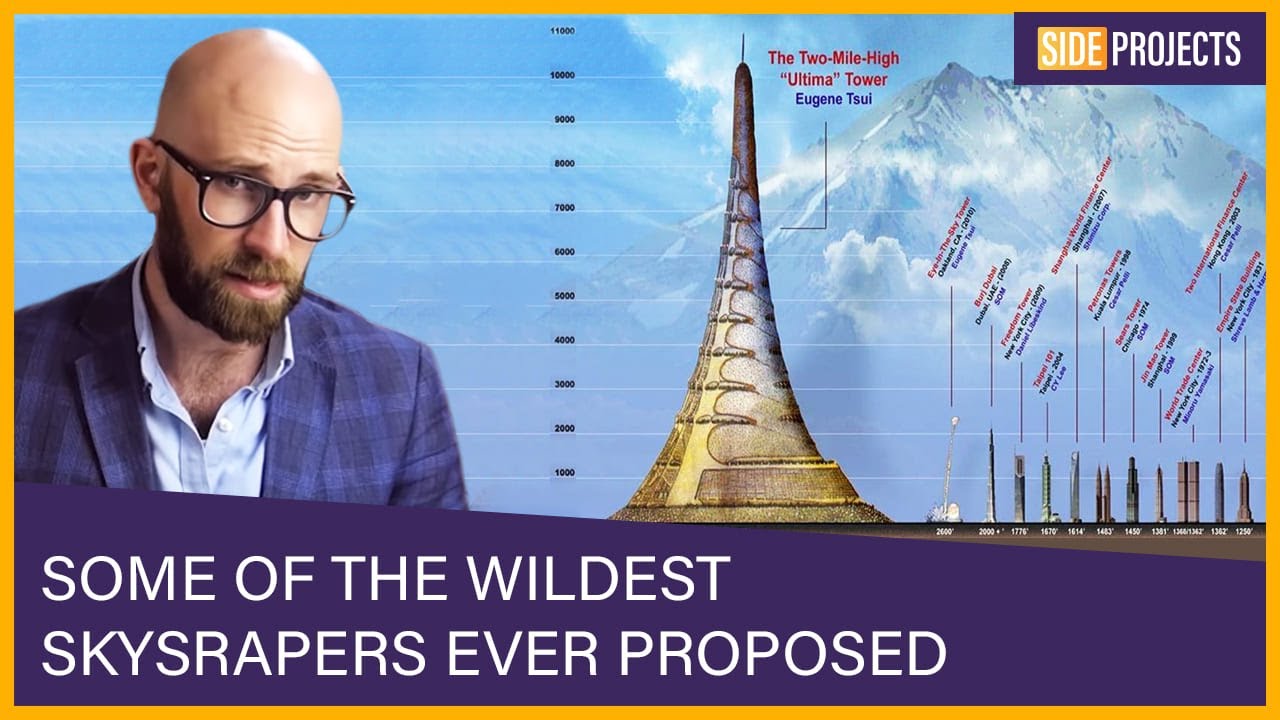 SIDE PROJECTS
11000
10000
9000
8000
7000
6000
5000
4000
3000
2000
1000
The Two-Mile-High
“Ultima” Tower
Eugene Tsui
Eye-In-The-Sky Tower
Oakland, CA - (2010)
Eugene Tsui
Burj Dubai
Dubai, UAE - (2008)
SOM
Freedom Tower
New York City - (2009)
Daniel Libeskind
Taipei 101
Taipei - 2004
CY Lee
Shanghai World Finance Center
Shanghai - (2007)
Shimizu Corp.
Petronas Towers
Kuala Lumpur - 1998
Cesar Pelli
Sears Tower
Chicago - 1974
SOM
Jin Mao Tower
Shanghai - 1999
SOM
World Trade Center
New York City - 1972-3
Minoru Yamasaki
Two International Finance Center
Hong Kong - 2003
Cesar Pelli
Empire State Building
New York City - 1931
Shreve Lamb &
2600' 2000 + ' 1776' 1670' 1614' 1483' 1450' 1381' 1368/1362' 1362' 1250'
SOME OF THE WILDEST
SKYSRAPERS EVER PROPOSED